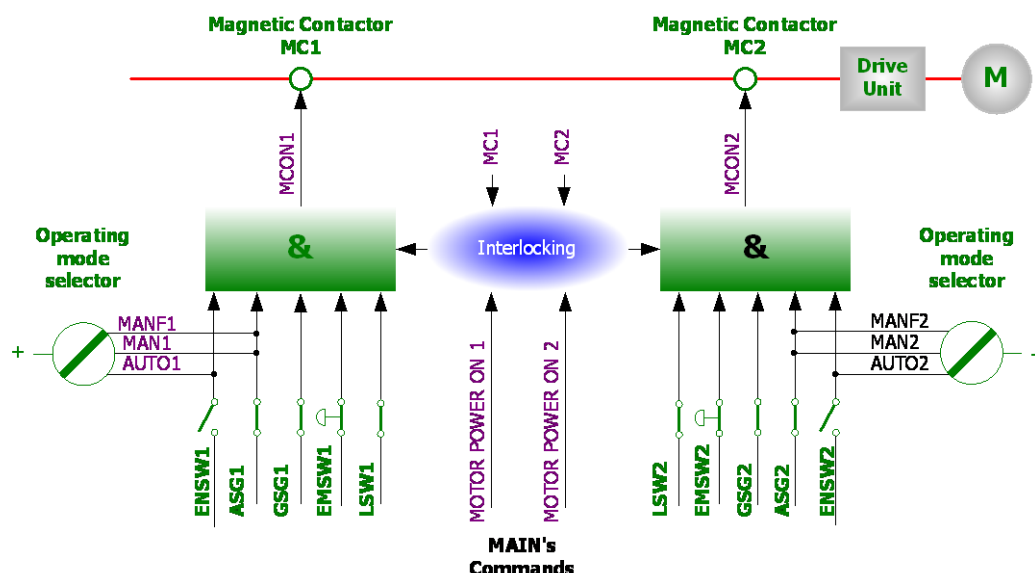 Magnetic Contactor
MC1
Magnetic Contactor
MC2
Drive
Unit
M
MCON1
MC1
MC2
MCON2
Operating
mode
selector
&
Interlocking
&
Operating
mode
selector
+
MANF1
MAN1
AUTO1
MANF2
MAN2
AUTO2
-
ENSW1
ASG1
GSG1
EMSW1
LSW1
MOTOR POWER ON 1
MOTOR POWER ON 2
LSW2
EMSW2
GSG2
ASG2
ENSW2
MAIN's
Commands